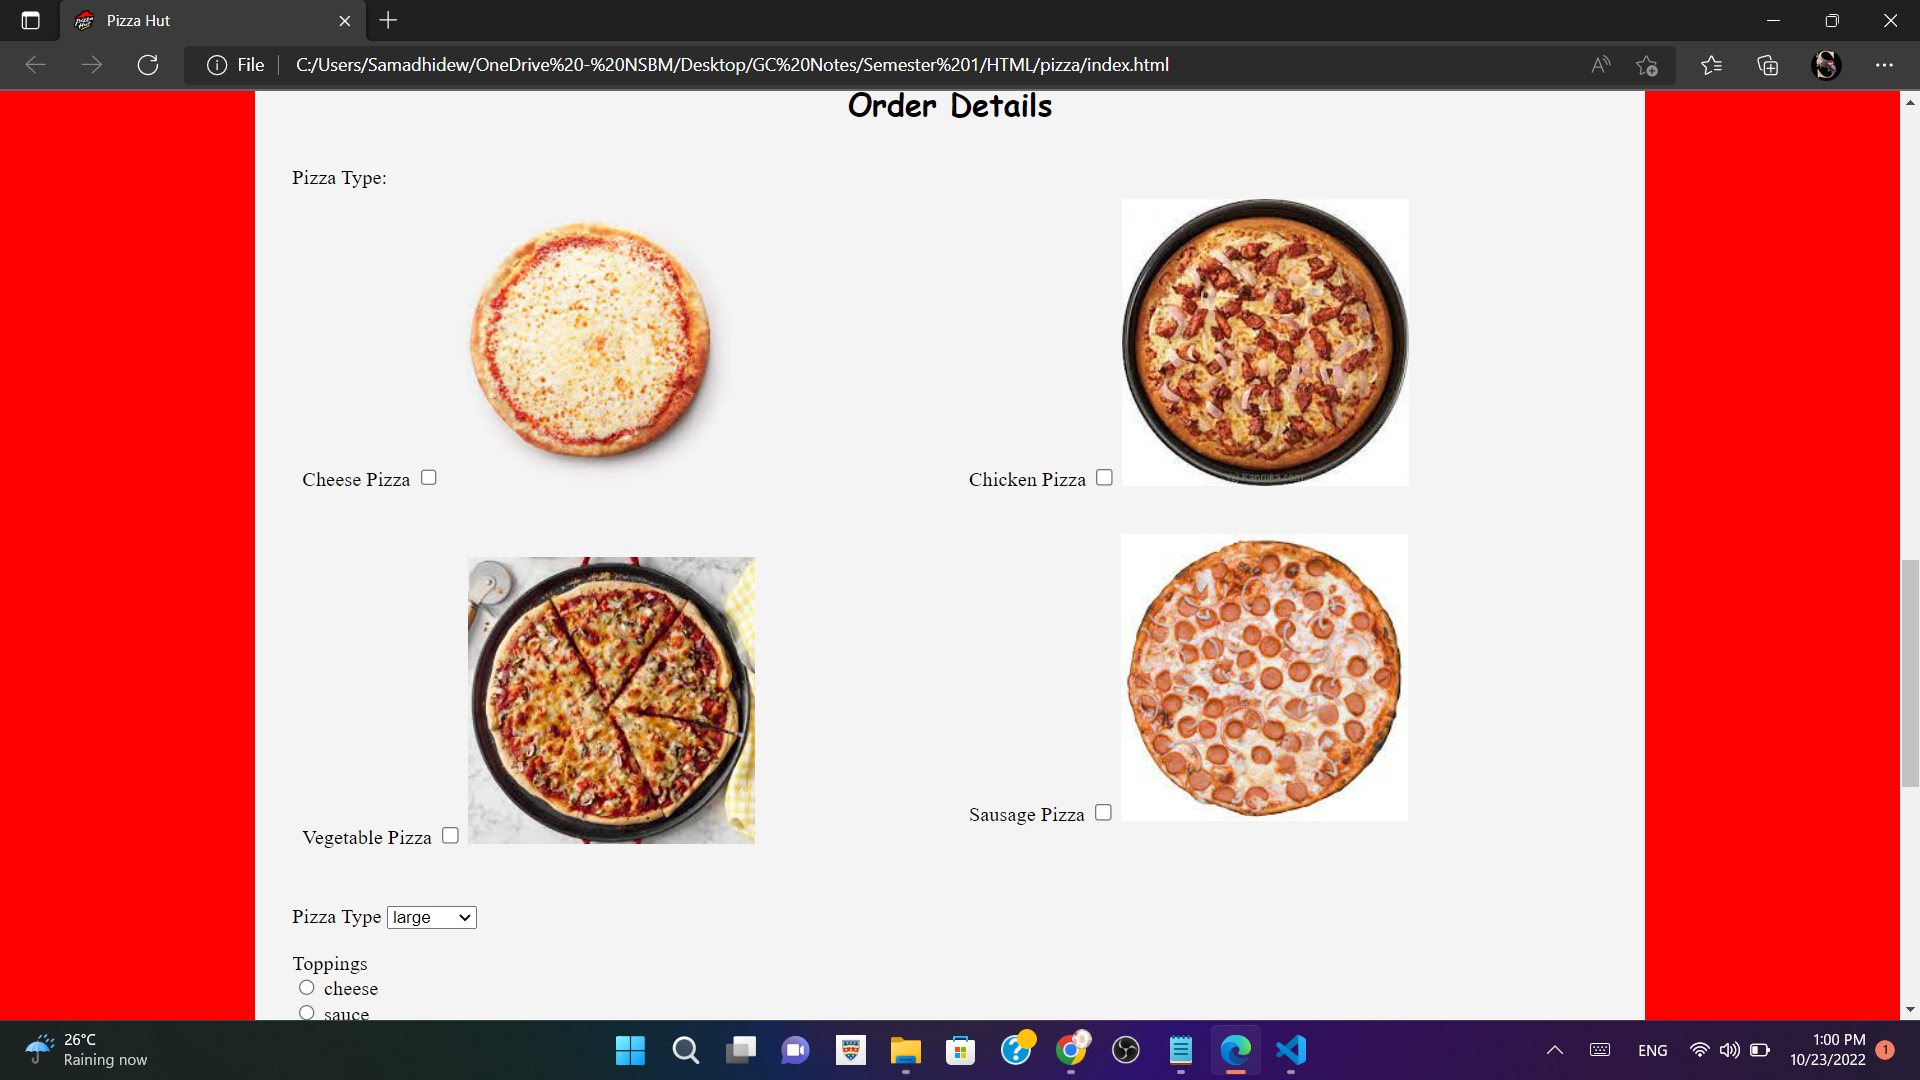 Pizza Hut
File
C:/Users/Samadhidew/OneDrive%20-%20NSBM/Desktop/GC%20Notes/Semester%201/HTML/pizza/index.html
Order Details
Pizza Type:
Cheese Pizza
Chicken Pizza
Vegetable Pizza
Sausage Pizza
Pizza Type large
Toppings
cheese
sauce
26°C
Raining now
ENG
1:00 PM
10/23/2022
1